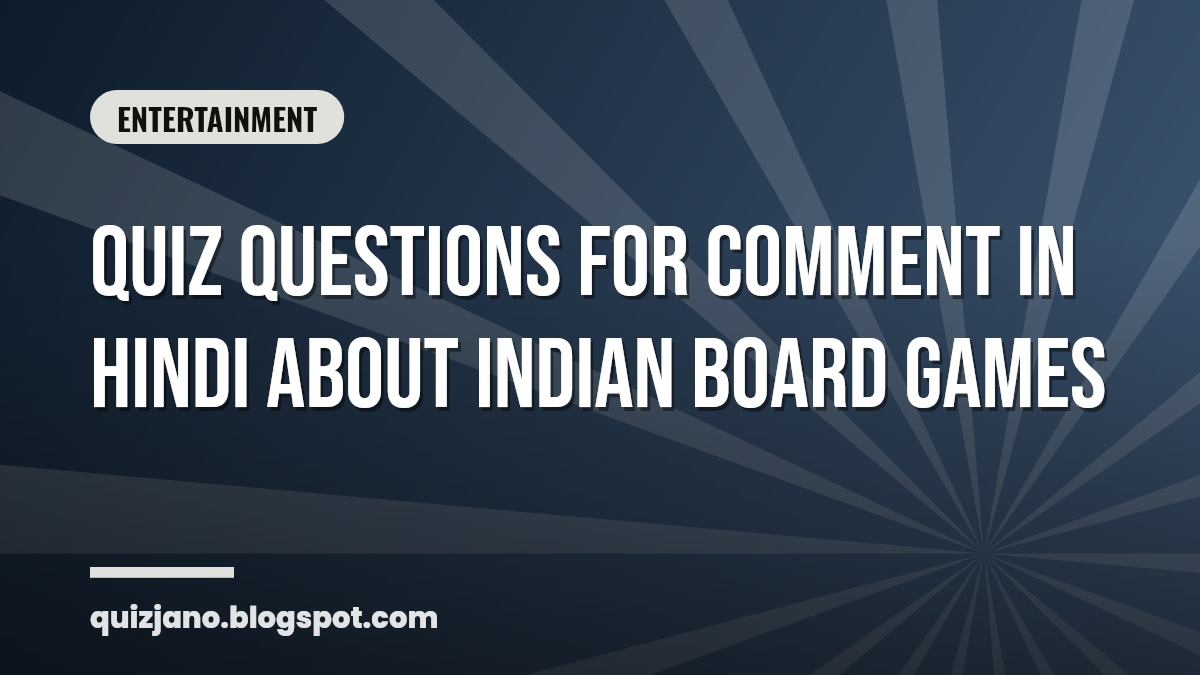 ENTERTAINMENT
QUIZ QUESTIONS FOR COMMENT IN
HINDI ABOUT INDIAN BOARD GAMES
quizjano.blogspot.com